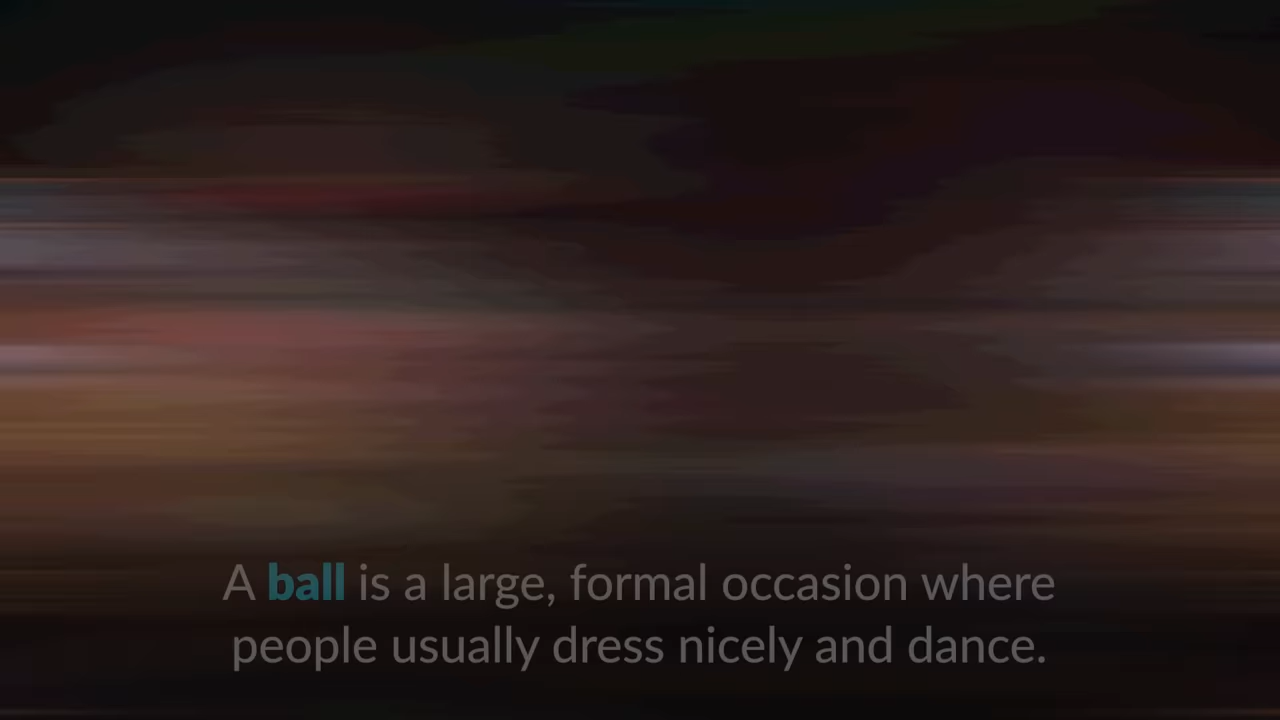 A ball is a large, formal occasion where
people usually dress nicely and dance.